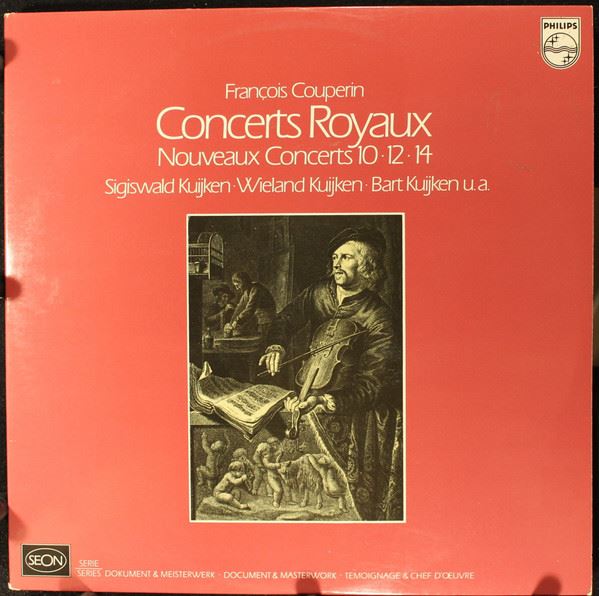 PHILIPS
François Couperin
Concerts Royaux
Nouveaux Concerts 10 · 12 · 14
Sigiswald Kuijken · Wieland Kuijken · Bart Kuijken u.a.
SEON
SERIE
SERIES DOKUMENT & MEISTERWERK · DOCUMENT & MASTERWORK · TEMOIGNAGE & CHEF D'ŒUVRE